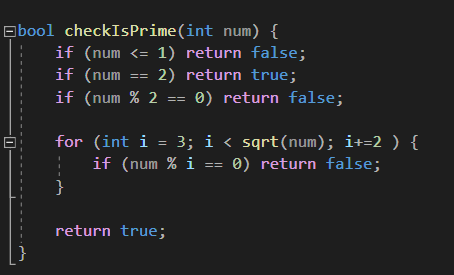 bool checkIsPrime(int num) {
    if (num <= 1) return false;
    if (num == 2) return true;
    if (num % 2 == 0) return false;

    for (int i = 3; i < sqrt(num); i+=2 ) {
        if (num % i == 0) return false;
    }

    return true;
}